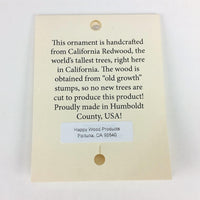 This ornament is handcrafted
from California Redwood, the
world's tallest trees, right here
in California. The wood is
obtained from "old growth"
stumps, so no new trees are
cut to produce this product!
Proudly made in Humboldt
County, USA!
Happy Wood Products
Fortuna, CA 95540